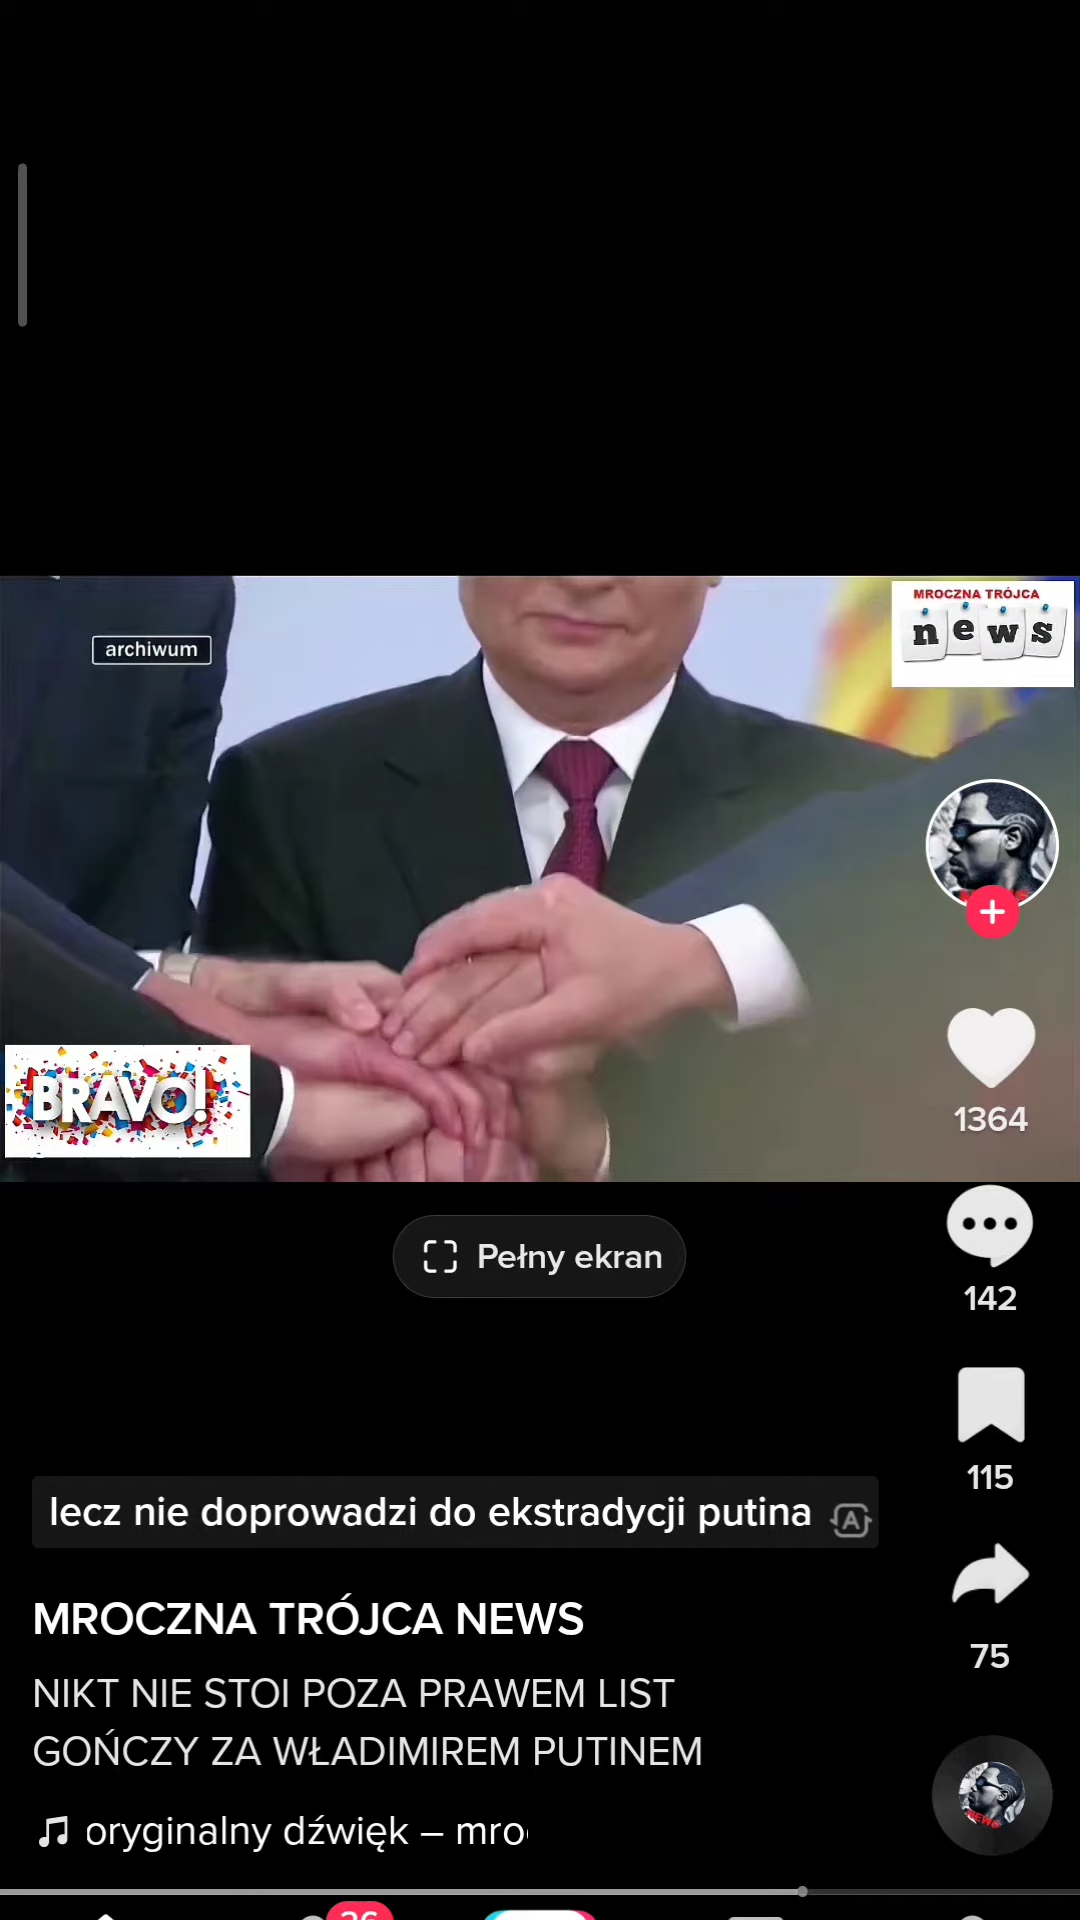 MROCZNA TRÓJCA
news
archiwum
BRAVO!
1364
Pełny ekran
142
115
lecz nie doprowadzi do ekstradycji putina
MROCZNA TRÓJCA NEWS
75
NIKT NIE STOI POZA PRAWEM LIST
GOŃCZY ZA WŁADIMIREM PUTINEM
oryginalny dźwięk – mro